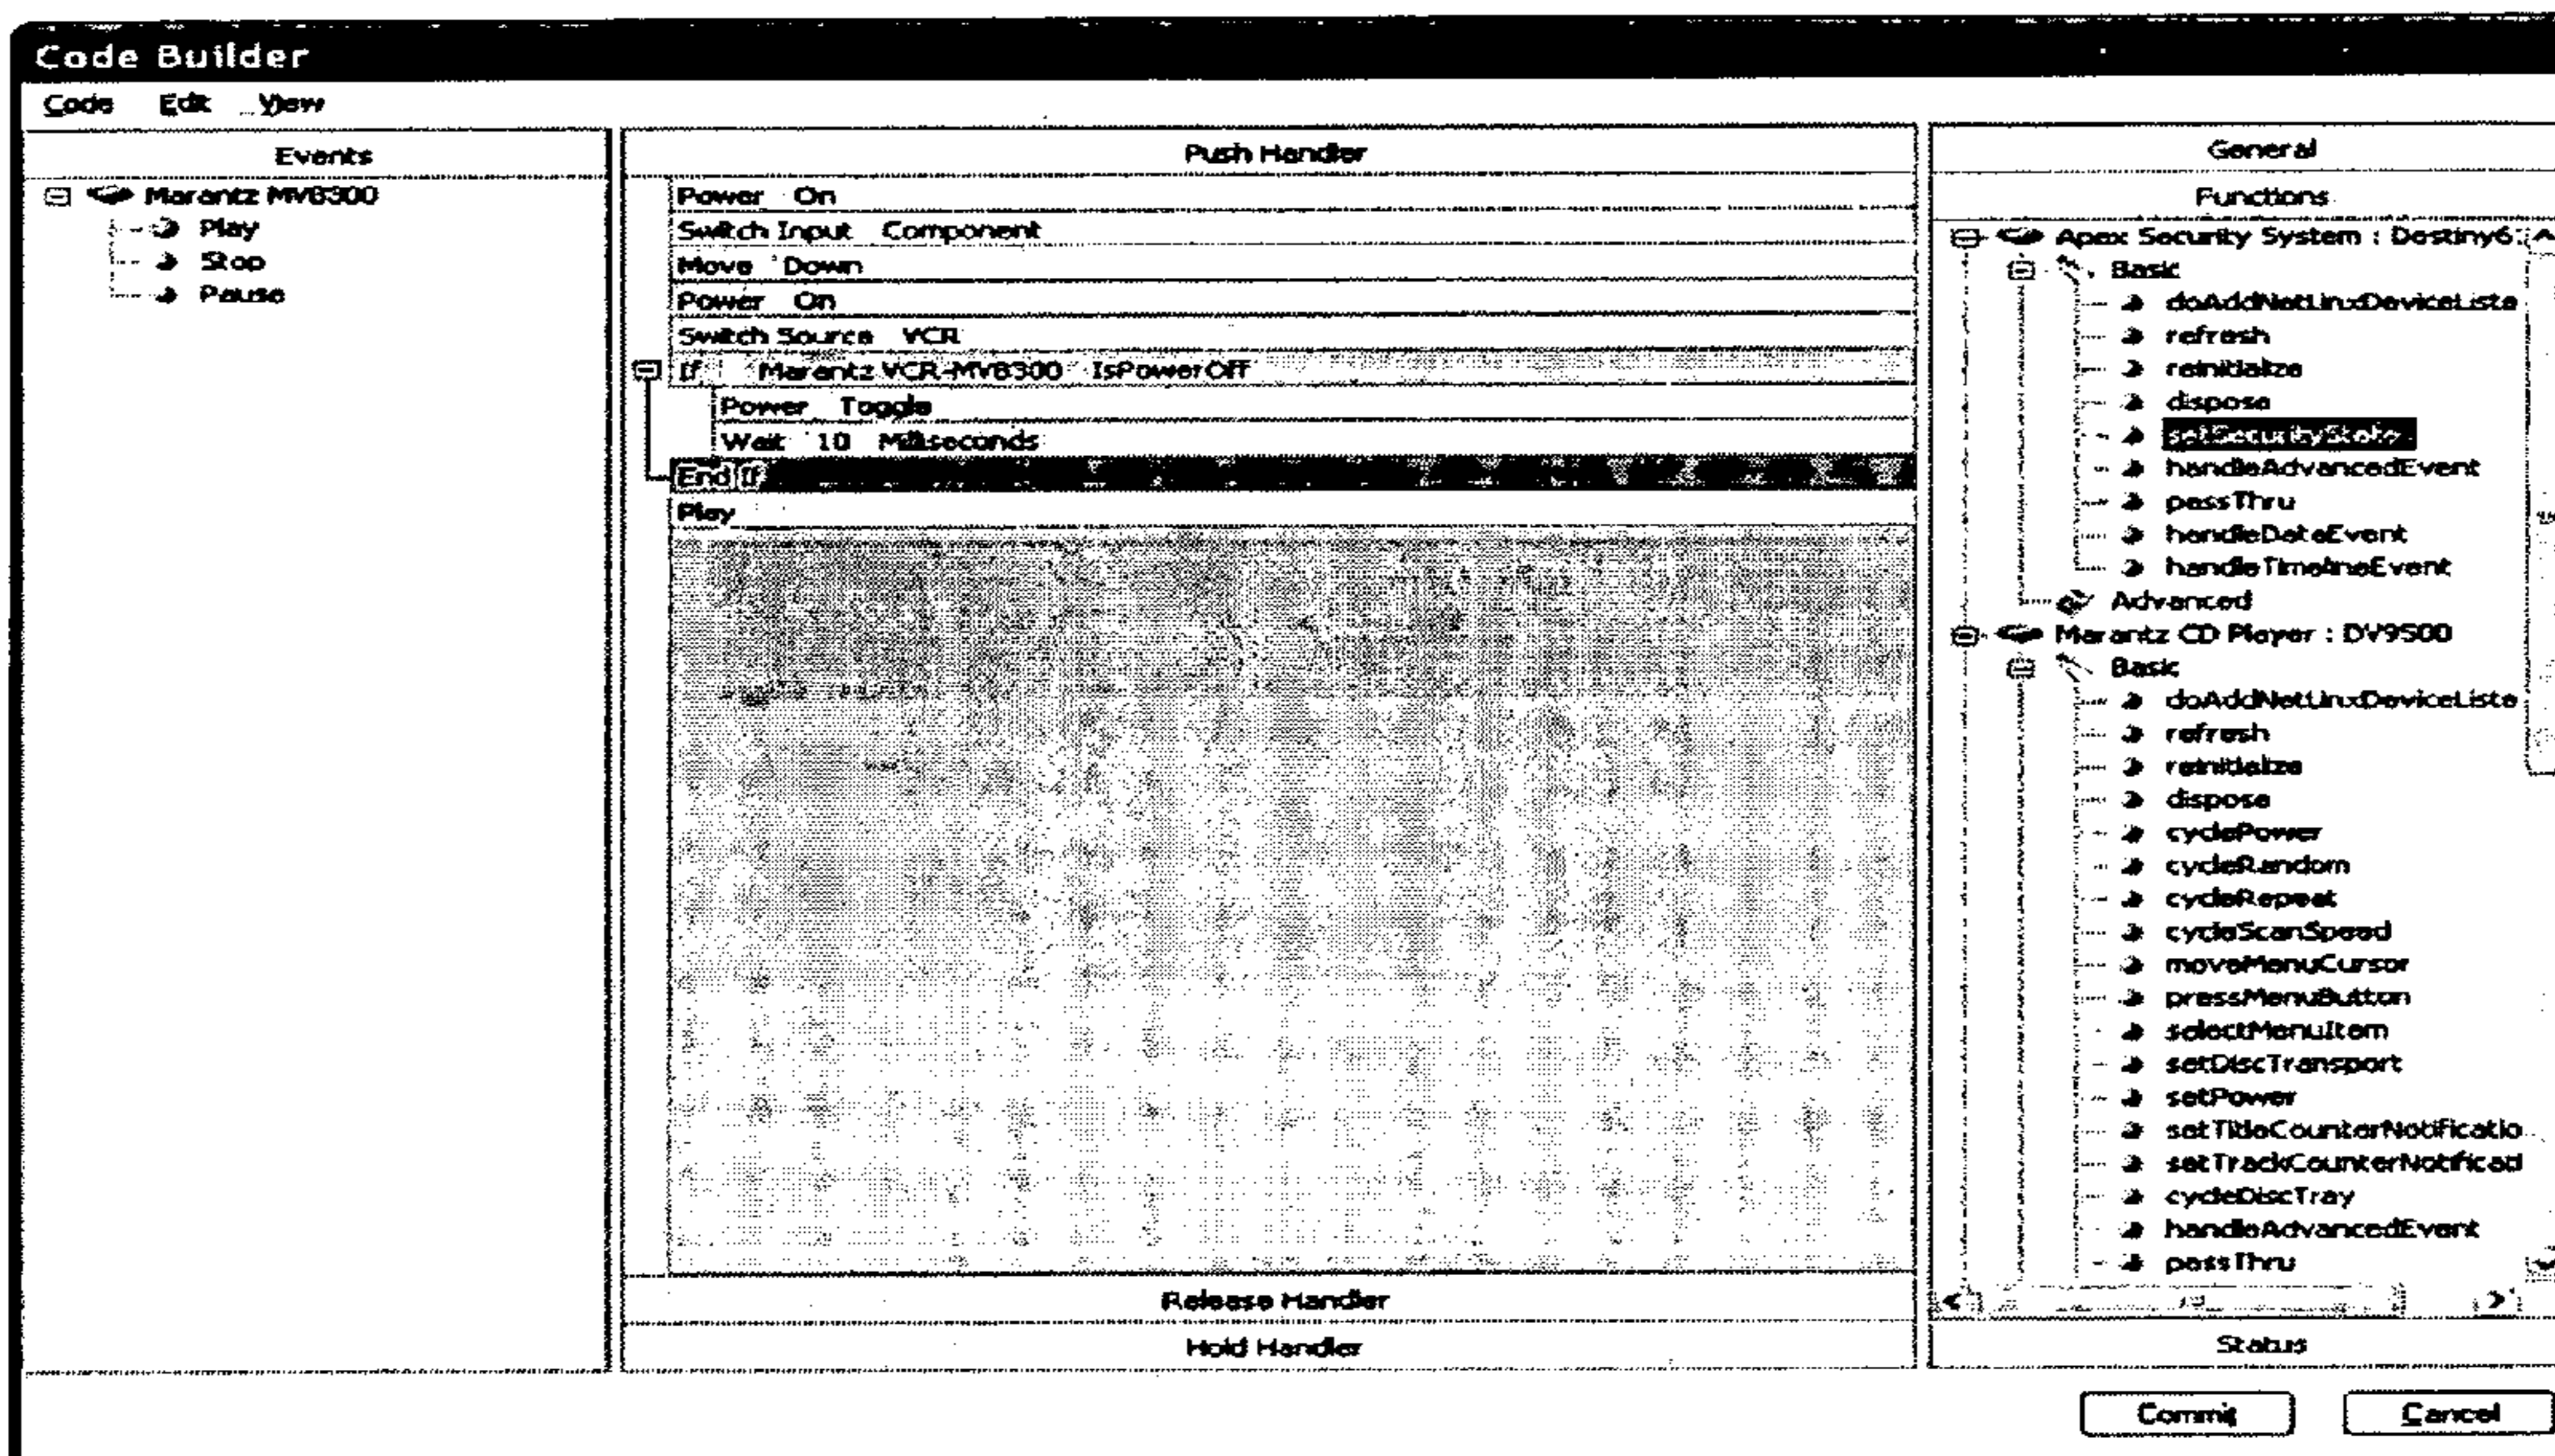 Code Builder
Code Edit View
Events
Marantz MV8300
Play
Stop
Pause
Push Handler
Power On
Switch Input Component
Move Down
Power On
Switch Source VCR
If Marantz VCR-MV8300 IsPowerOff
Power Toggle
Wait 10 Milliseconds
End If
Play
Release Handler
Hold Handler
General
Functions
Apex Security System : Destiny61
Basic
doAddNetLinxDeviceListe
refresh
reinitialize
dispose
setSecurityState
handleAdvancedEvent
passThru
handleDataEvent
handleTimelineEvent
Advanced
Marantz CD Player : DV9500
Basic
doAddNetLinxDeviceListe
refresh
reinitialize
dispose
cyclePower
cycleRandom
cycleRepeat
cycleScanSpeed
moveMenuCursor
pressMenuButton
selectMenuItem
setDiscTransport
setPower
setTitleCounterNotificatio
setTrackCounterNotificati
cycleDiscTray
handleAdvancedEvent
passThru
Status
Commit
Cancel